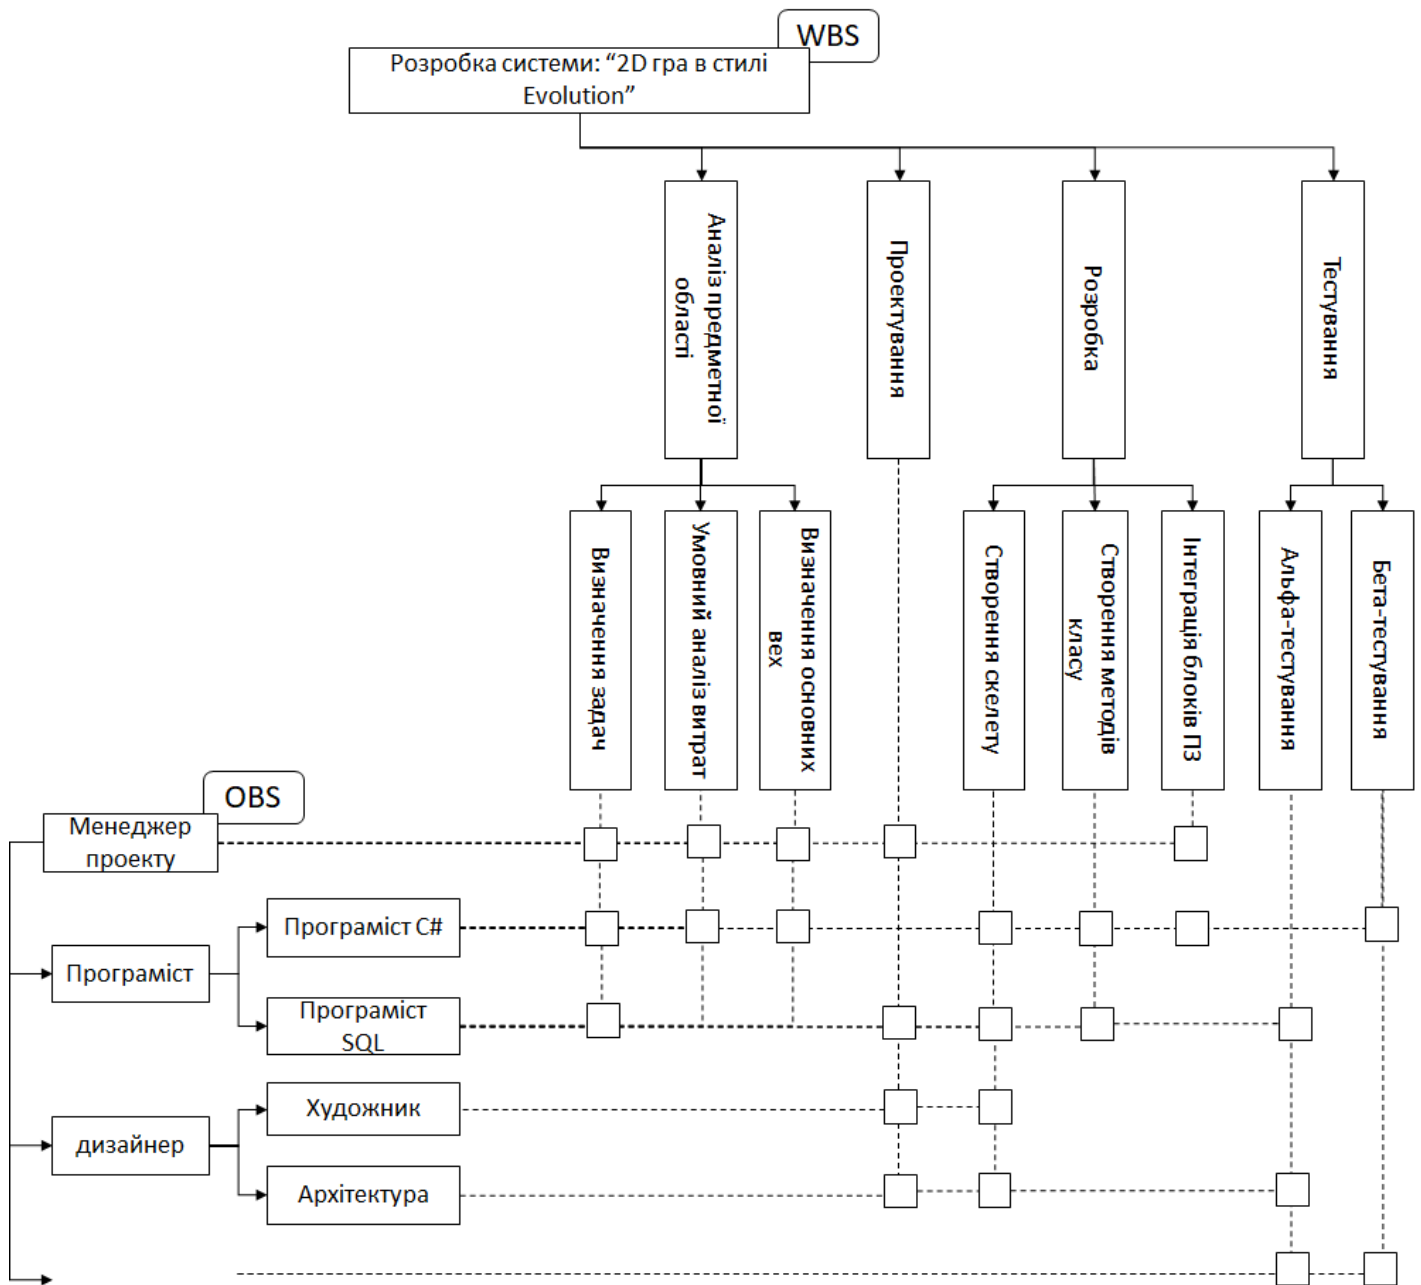 WBS
Розробка системи: “2D гра в стилі
Evolution”
Аналіз предметної
області
Проектування
Розробка
Тестування
Визначення задач
Умовний аналіз витрат
Визначення основних
вех
Створення скелету
Створення методів
класу
Інтеграція блоків ПЗ
Альфа-тестування
Бета-тестування
OBS
Менеджер
проекту
Програміст C#
Програміст
Програміст
SQL
Художник
дизайнер
Архітектура